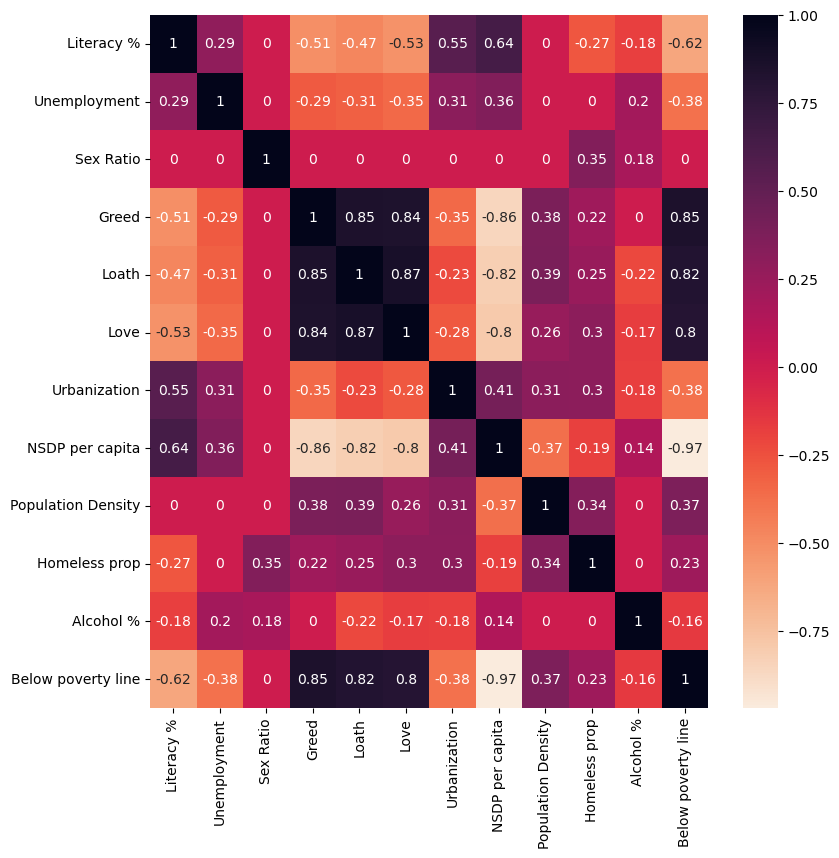 Literacy % 1 0.29 0 -0.51 -0.47 -0.53 0.55 0.64 0 -0.27 -0.18 -0.62
Unemployment 0.29 1 0 -0.29 -0.31 -0.35 0.31 0.36 0 0 0.2 -0.38
Sex Ratio 0 0 1 0 0 0 0 0 0 0.35 0.18 0
Greed -0.51 -0.29 0 1 0.85 0.84 -0.35 -0.86 0.38 0.22 0 0.85
Loath -0.47 -0.31 0 0.85 1 0.87 -0.23 -0.82 0.39 0.25 -0.22 0.82
Love -0.53 -0.35 0 0.84 0.87 1 -0.28 -0.8 0.26 0.3 -0.17 0.8
Urbanization 0.55 0.31 0 -0.35 -0.23 -0.28 1 0.41 0.31 0.3 -0.18 -0.38
NSDP per capita 0.64 0.36 0 -0.86 -0.82 -0.8 0.41 1 -0.37 -0.19 0.14 -0.97
Population Density 0 0 0 0.38 0.39 0.26 0.31 -0.37 1 0.34 0 0.37
Homeless prop -0.27 0 0.35 0.22 0.25 0.3 0.3 -0.19 0.34 1 0 0.23
Alcohol % -0.18 0.2 0.18 0 -0.22 -0.17 -0.18 0.14 0 0 1 -0.16
Below poverty line -0.62 -0.38 0 0.85 0.82 0.8 -0.38 -0.97 0.37 0.23 -0.16 1
Literacy %
Unemployment
Sex Ratio
Greed
Loath
Love
Urbanization
NSDP per capita
Population Density
Homeless prop
Alcohol %
Below poverty line
1.00
0.75
0.50
0.25
0.00
−0.25
−0.50
−0.75